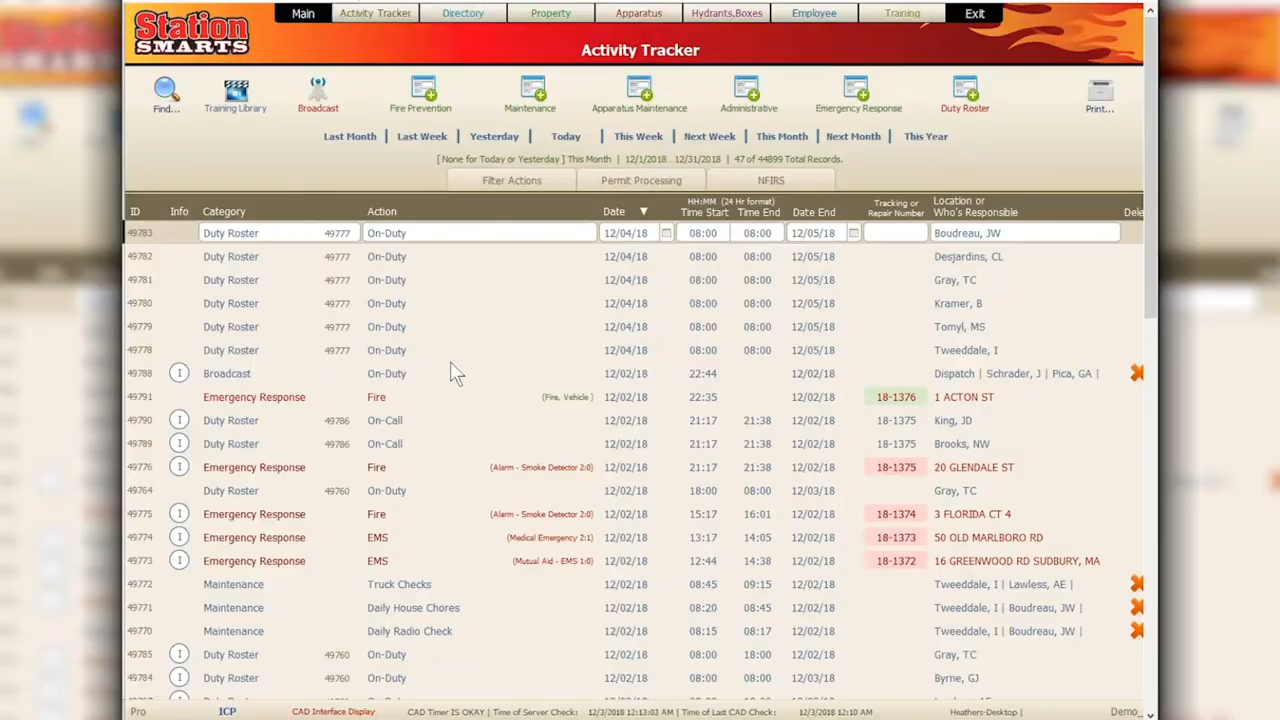 Station SMARTS
Main Activity Tracker Directory Property Apparatus Hydrants.Boxes Employee Training Exit
Activity Tracker
Find... Training Library Broadcast Fire Prevention Maintenance Apparatus Maintenance Administrative Emergency Response Duty Roster Print...
Last Month | Last Week | Yesterday | Today | This Week | Next Week | This Month | Next Month | This Year
[ None for Today or Yesterday ] This Month | 12/1/2018...12/31/2018 | 47 of 44899 Total Records.
Filter Actions Permit Processing NFIRS
HH:MM (24 Hr format) Tracking or Location or
ID Info Category Action Date ▼ Time Start Time End Date End Repair Number Who's Responsible Dele
49783 Duty Roster 49777 On-Duty 12/04/18 08:00 08:00 12/05/18 Boudreau, JW
49782 Duty Roster 49777 On-Duty 12/04/18 08:00 08:00 12/05/18 Desjardins, CL
49781 Duty Roster 49777 On-Duty 12/04/18 08:00 08:00 12/05/18 Gray, TC
49780 Duty Roster 49777 On-Duty 12/04/18 08:00 08:00 12/05/18 Kramer, B
49779 Duty Roster 49777 On-Duty 12/04/18 08:00 08:00 12/05/18 Tomyl, MS
49778 Duty Roster 49777 On-Duty 12/04/18 08:00 08:00 12/05/18 Tweeddale, I
49788 I Broadcast On-Duty 12/02/18 22:44 12/02/18 Dispatch | Schrader, J | Pica, GA |
49791 Emergency Response Fire (Fire, Vehicle ) 12/02/18 22:35 12/02/18 18-1376 1 ACTON ST
49790 I Duty Roster 49786 On-Call 12/02/18 21:17 21:38 12/02/18 18-1375 King, JD
49789 I Duty Roster 49786 On-Call 12/02/18 21:17 21:38 12/02/18 18-1375 Brooks, NW
49776 I Emergency Response Fire (Alarm - Smoke Detector 2:0) 12/02/18 21:17 21:38 12/02/18 18-1375 20 GLENDALE ST
49764 Duty Roster 49760 On-Duty 12/02/18 18:00 08:00 12/03/18 Gray, TC
49775 I Emergency Response Fire (Alarm - Smoke Detector 2:0) 12/02/18 15:17 16:01 12/02/18 18-1374 3 FLORIDA CT 4
49774 I Emergency Response EMS (Medical Emergency 2:1) 12/02/18 13:17 14:05 12/02/18 18-1373 50 OLD MARLBORO RD
49773 I Emergency Response EMS (Mutual Aid - EMS 1:0) 12/02/18 12:44 14:38 12/02/18 18-1372 16 GREENWOOD RD SUDBURY, MA
49772 Maintenance Truck Checks 12/02/18 08:45 09:15 12/02/18 Tweeddale, I | Lawless, AE |
49771 Maintenance Daily House Chores 12/02/18 08:20 08:45 12/02/18 Tweeddale, I | Boudreau, JW |
49770 Maintenance Daily Radio Check 12/02/18 08:15 08:17 12/02/18 Tweeddale, I | Boudreau, JW |
49785 I Duty Roster 49760 On-Duty 12/02/18 08:00 18:00 12/02/18 Gray, TC
49784 I Duty Roster 49760 On-Duty 12/02/18 08:00 08:00 12/03/18 Byrne, GJ
Pro ICP CAD Interface Display CAD Timer IS OKAY | Time of Server Check: 12/3/2018 12:13:03 AM | Time of Last CAD Check: 12/3/2018 12:10 AM Heathers-Desktop | Demo